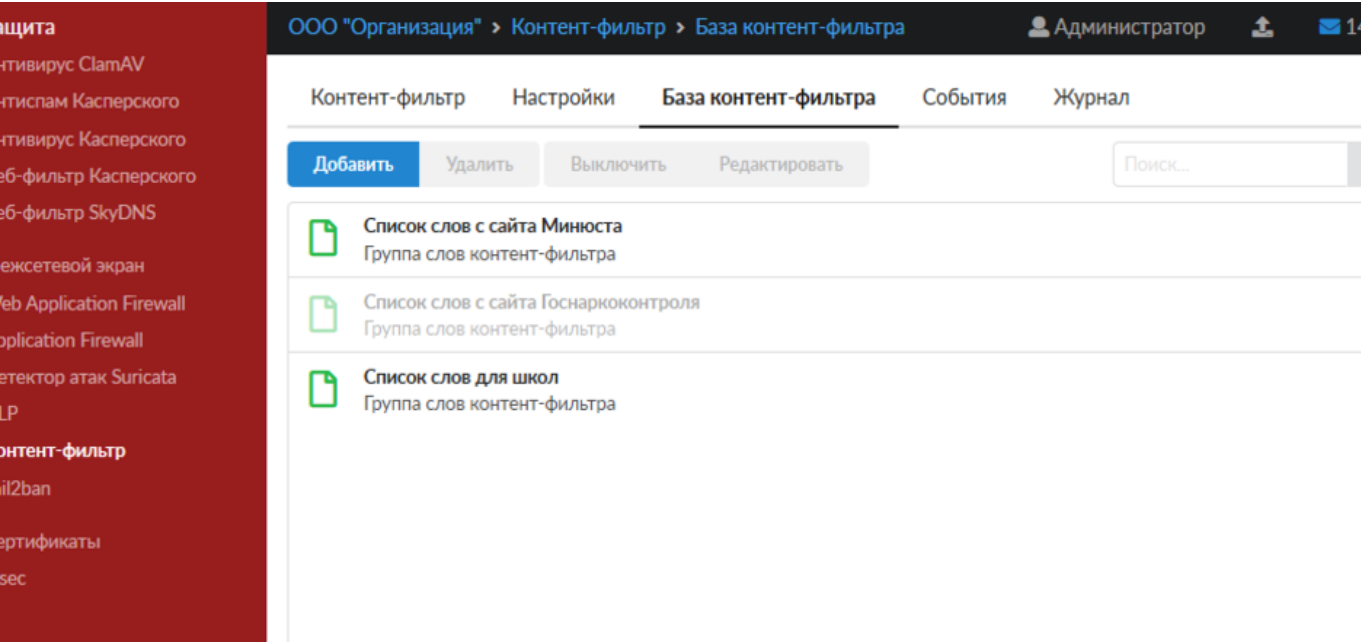 ащита
нтивирус ClamAV
нтиспам Касперского
нтивирус Касперского
еб-фильтр Касперского
еб-фильтр SkyDNS
ежсетевой экран
Web Application Firewall
pplication Firewall
етектор атак Suricata
LP
онтент-фильтр
ail2ban
ертификаты
sec
ООО "Организация" > Контент-фильтр > База контент-фильтра
Администратор
14
Контент-фильтр Настройки База контент-фильтра События Журнал
Добавить Удалить Выключить Редактировать Поиск...
Список слов с сайта Минюста
Группа слов контент-фильтра
Список слов с сайта Госнаркоконтроля
Группа слов контент-фильтра
Список слов для школ
Группа слов контент-фильтра